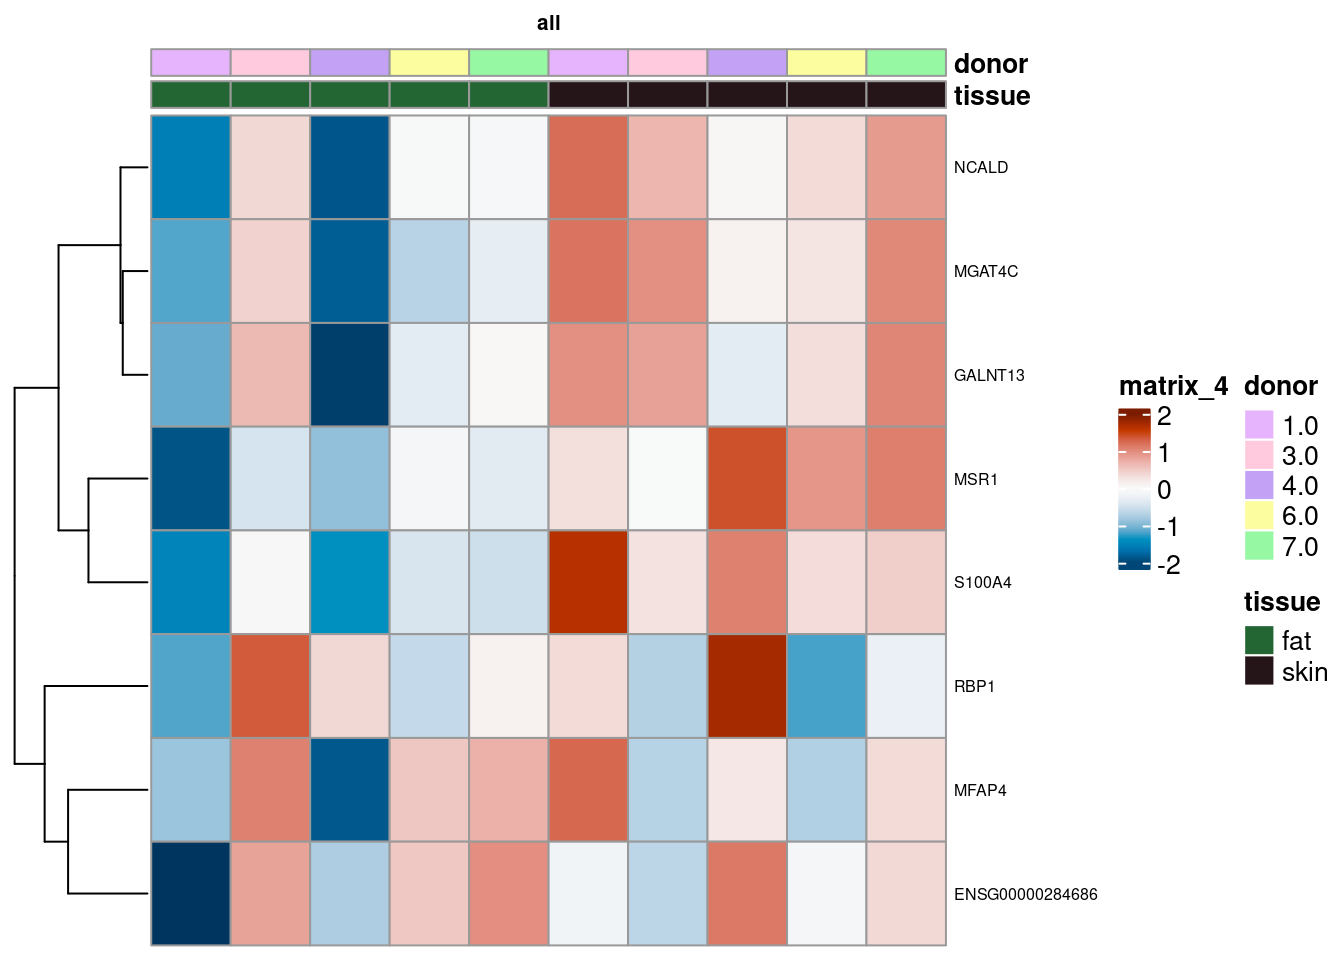 all
donor
tissue
NCALD
MGAT4C
GALNT13
MSR1
S100A4
RBP1
MFAP4
ENSG00000284686
matrix_4
2
1
0
-1
-2
donor
1.0
3.0
4.0
6.0
7.0
tissue
fat
skin